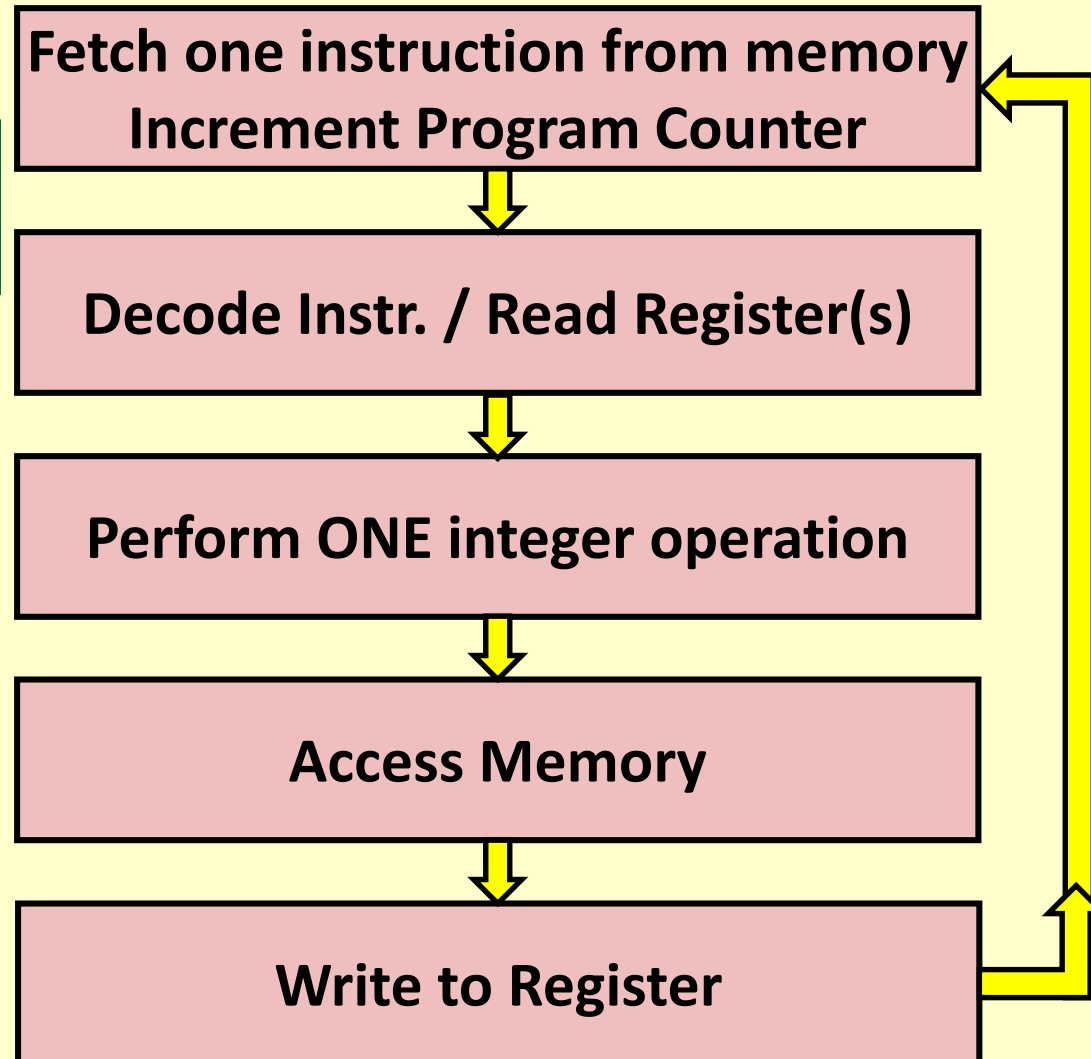 Fetch one instruction from memory
Increment Program Counter
Decode Instr. / Read Register(s)
Perform ONE integer operation
Access Memory
Write to Register